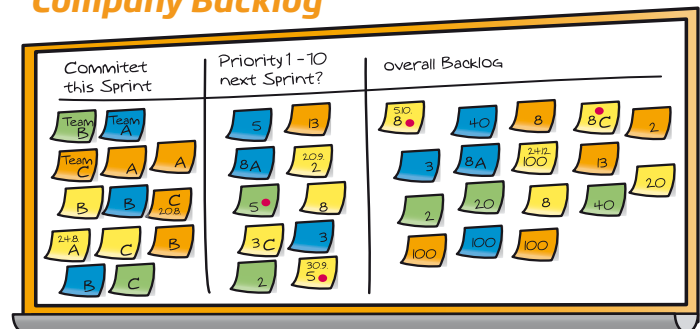 Company Backlog
Commitet
this Sprint
Priority 1-10
next Sprint?
overall Backlog
Team
B
Team
A
Team
C
A
A
B
B
C
20.8.
24.8.
A
C
B
B
C
5
13
8A
20.9.
2
5
8
3C
3
2
30.9.
5
5.10.
8
40
8
8C
2
3
8A
24.12.
100
13
20
2
20
8
40
100
100
100